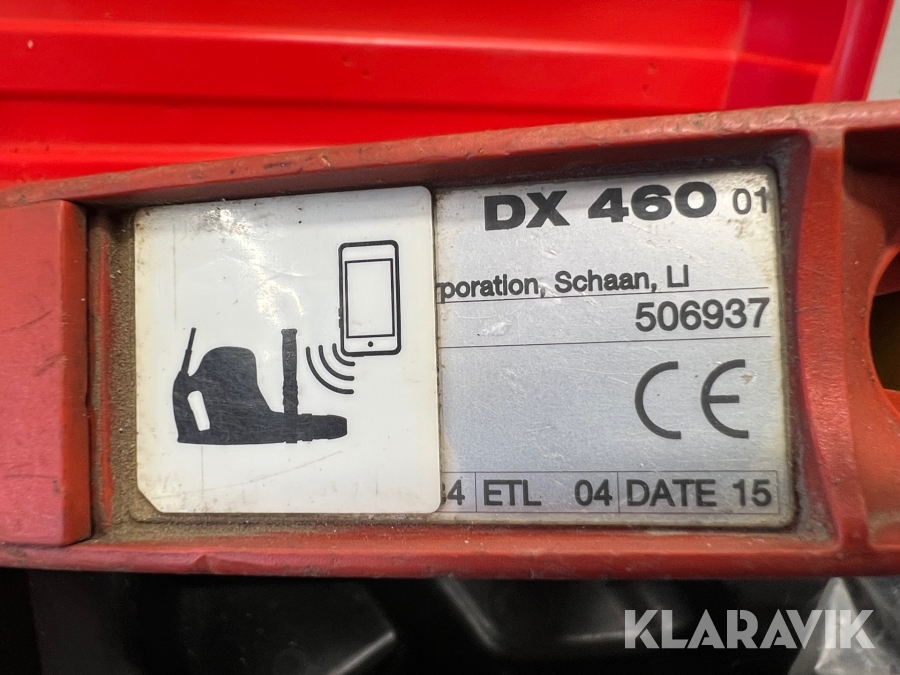 DX 460 01
rporation, Schaan, LI
506937
CE
4 ETL 04 DATE 15
KLARAVIK